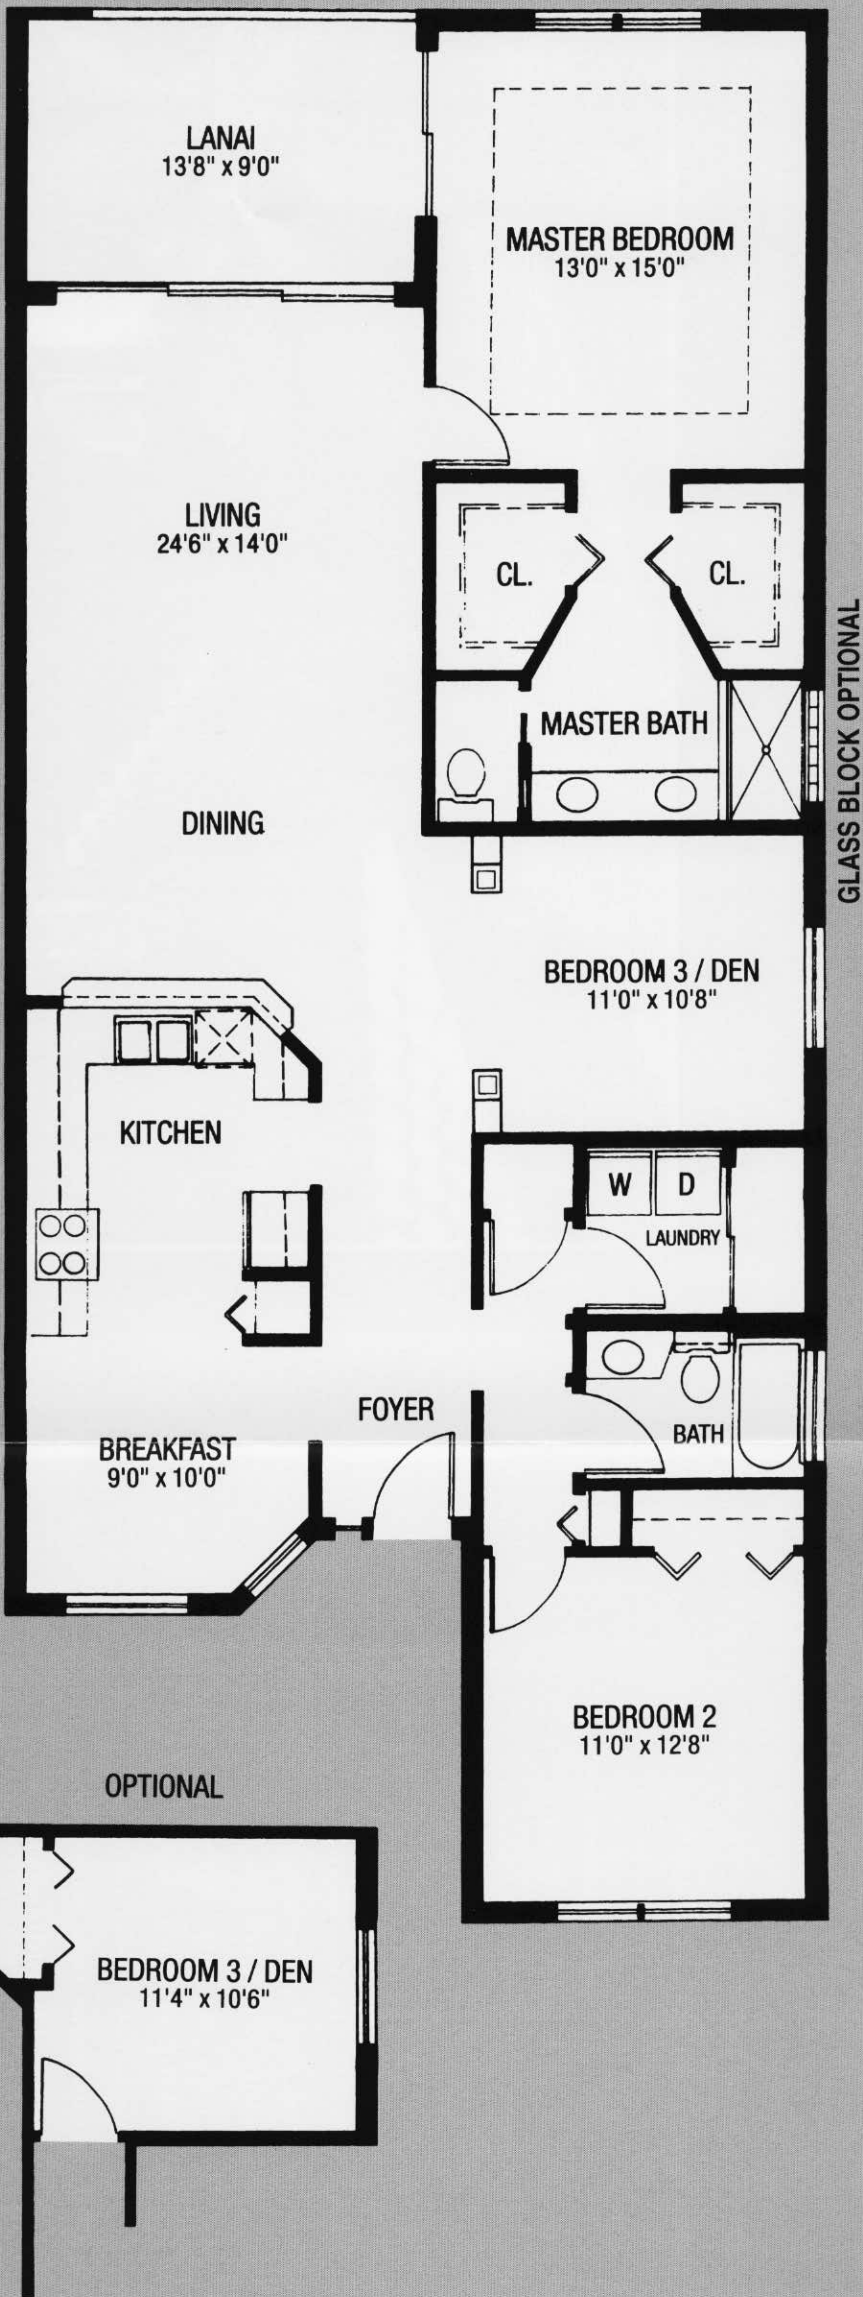 LANAI
13'8" x 9'0"
MASTER BEDROOM
13'0" x 15'0"
LIVING
24'6" x 14'0"
CL.
CL.
GLASS BLOCK OPTIONAL
MASTER BATH
DINING
BEDROOM 3 / DEN
11'0" x 10'8"
KITCHEN
W
D
LAUNDRY
FOYER
BATH
BREAKFAST
9'0" x 10'0"
BEDROOM 2
11'0" x 12'8"
OPTIONAL
BEDROOM 3 / DEN
11'4" x 10'6"